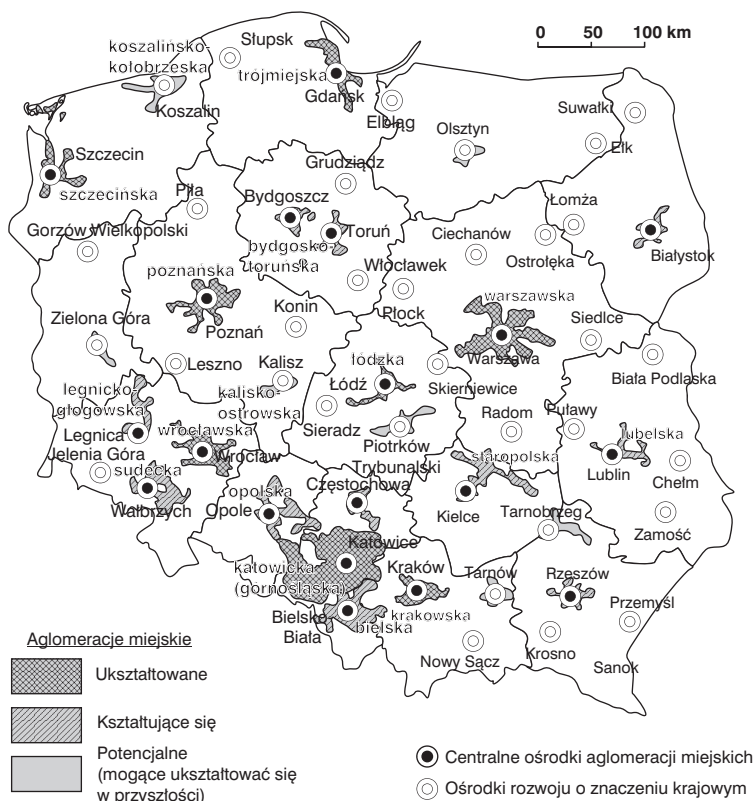 koszalińsko-
kołobrzeska
Słupsk
0 50 100 km
trójmiejska
Gdańsk
Koszalin
Elbląg
Suwałki
Olsztyn
Ełk
Szczecin
Grudziądz
szczecińska
Piła
Bydgoszcz
Łomża
Gorzów Wielkopolski
Toruń
Ciechanów
Białystok
bydgosko-
toruńska
Ostrołęka
poznańska
Włocławek
warszawska
Konin
Płock
Zielona Góra
Poznań
Siedlce
łódzka
Warszawa
Leszno
Kalisz
Łódź
Skierniewice
Biała Podlaska
legnicko-
głogowska
kalisko-
ostrowska
Radom
Puławy
Sieradz
Piotrków
Trybunalski
lubelska
Legnica
wrocławska
Jelenia Góra
Wrocław
staropolska
Lublin
sudecka
opolska
Częstochowa
Chełm
Wałbrzych
Opole
Kielce
Tarnobrzeg
Katowice
Zamość
katowicka
(górnośląska)
Kraków
Tarnów
Rzeszów
Bielsko
Biała
krakowska
Przemyśl
bielska
Krosno
Nowy Sącz
Sanok
Aglomeracje miejskie
Ukształtowane
Kształtujące się
Potencjalne
(mogące ukształtować się
w przyszłości)
Centralne ośrodki aglomeracji miejskich
Ośrodki rozwoju o znaczeniu krajowym